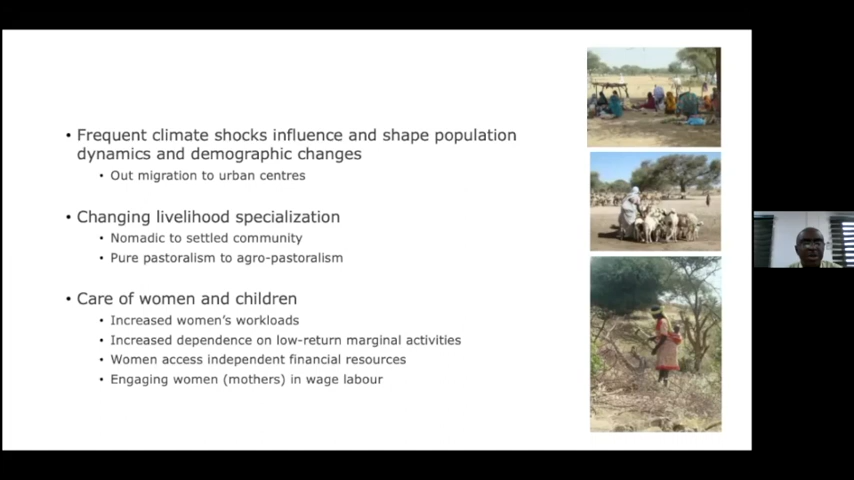 • Frequent climate shocks influence and shape population
dynamics and demographic changes
• Out migration to urban centres
• Changing livelihood specialization
• Nomadic to settled community
• Pure pastoralism to agro-pastoralism
• Care of women and children
• Increased women's workloads
• Increased dependence on low-return marginal activities
• Women access independent financial resources
• Engaging women (mothers) in wage labour